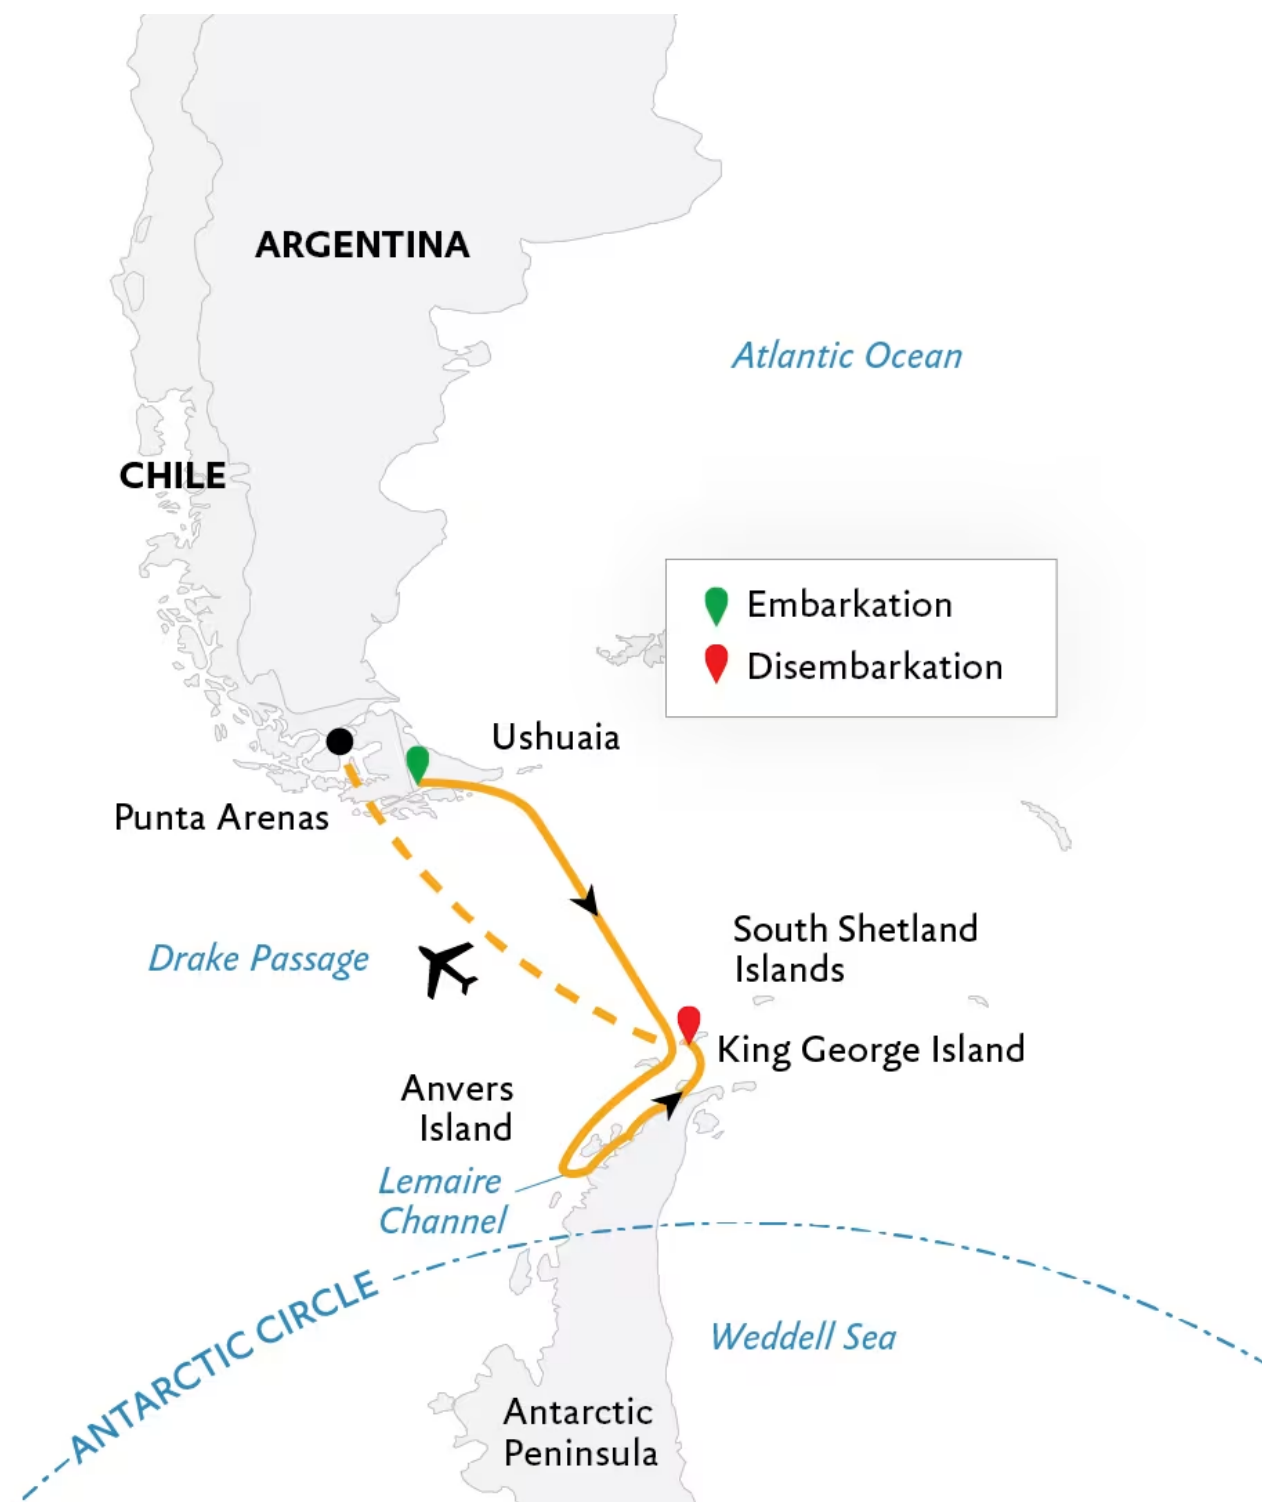 ARGENTINA
Atlantic Ocean
CHILE
Embarkation
Disembarkation
Ushuaia
Punta Arenas
South Shetland
Islands
Drake Passage
King George Island
Anvers
Island
Lemaire
Channel
ANTARCTIC CIRCLE
Weddell Sea
Antarctic
Peninsula